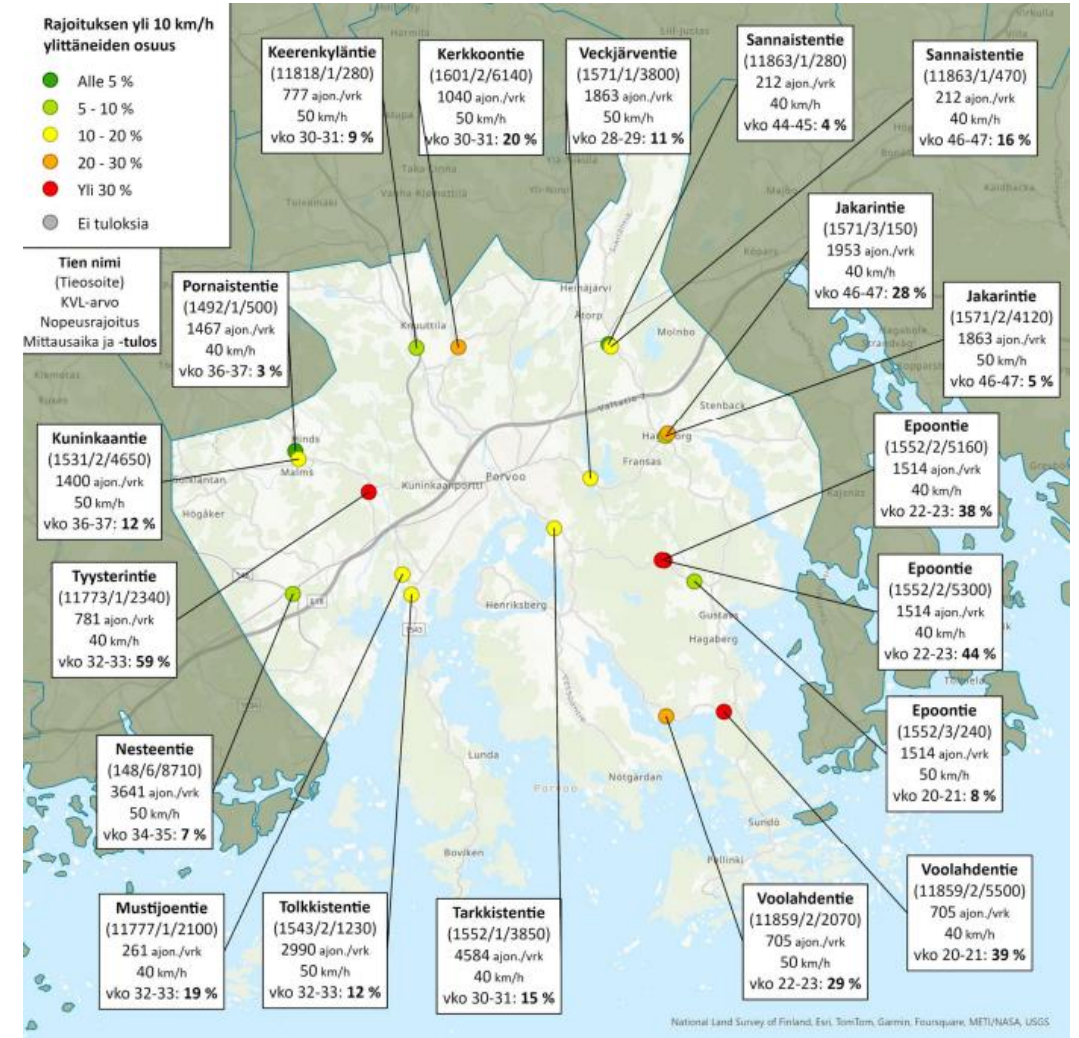 Rajoituksen yli 10 km/h
ylittäneiden osuus
Alle 5 %
5 - 10 %
10 - 20 %
20 - 30 %
Yli 30 %
Ei tuloksia
Tien nimi
(Tieosoite)
KVL-arvo
Nopeusrajoitus
Mittausaika ja -tulos
Keerenkyläntie
(11818/1/280)
777 ajon./vrk
50 km/h
vko 30-31: 9 %
Kerkkoontie
(1601/2/6140)
1040 ajon./vrk
50 km/h
vko 30-31: 20 %
Veckjärventie
(1571/1/3800)
1863 ajon./vrk
50 km/h
vko 28-29: 11 %
Sannaistentie
(11863/1/280)
212 ajon./vrk
40 km/h
vko 44-45: 4 %
Sannaistentie
(11863/1/470)
212 ajon./vrk
40 km/h
vko 46-47: 16 %
Jakarintie
(1571/3/150)
1953 ajon./vrk
40 km/h
vko 46-47: 28 %
Jakarintie
(1571/2/4120)
1863 ajon./vrk
50 km/h
vko 46-47: 5 %
Pornaistentie
(1492/1/500)
1467 ajon./vrk
40 km/h
vko 36-37: 3 %
Kuninkaantie
(1531/2/4650)
1400 ajon./vrk
50 km/h
vko 36-37: 12 %
Tyysterintie
(11773/1/2340)
781 ajon./vrk
40 km/h
vko 32-33: 59 %
Epoontie
(1552/2/5160)
1514 ajon./vrk
40 km/h
vko 22-23: 38 %
Epoontie
(1552/2/5300)
1514 ajon./vrk
40 km/h
vko 22-23: 44 %
Epoontie
(1552/3/240)
1514 ajon./vrk
50 km/h
vko 20-21: 8 %
Nesteentie
(148/6/8710)
3641 ajon./vrk
50 km/h
vko 34-35: 7 %
Mustijoentie
(11777/1/2100)
261 ajon./vrk
40 km/h
vko 32-33: 19 %
Tolkkistentie
(1543/2/1230)
2990 ajon./vrk
50 km/h
vko 32-33: 12 %
Tarkkistentie
(1552/1/3850)
4584 ajon./vrk
40 km/h
vko 30-31: 15 %
Voolahdentie
(11859/2/2070)
705 ajon./vrk
50 km/h
vko 22-23: 29 %
Voolahdentie
(11859/2/5500)
705 ajon./vrk
40 km/h
vko 20-21: 39 %
Knuuttila
Heinäjärvi
Åtorp
Molnbo
Valtatie 7
Stenback
Fransas
Hinds
Malms
Kuninkaanportti
Porvoo
Högåker
E18
1543
Henriksberg
Gustavs
Hagaberg
Lunda
Notgårdan
Porvoo
Boviken
Sundö
Pellinki
National Land Survey of Finland, Esri, TomTom, Garmin, Foursquare, METI/NASA, USGS